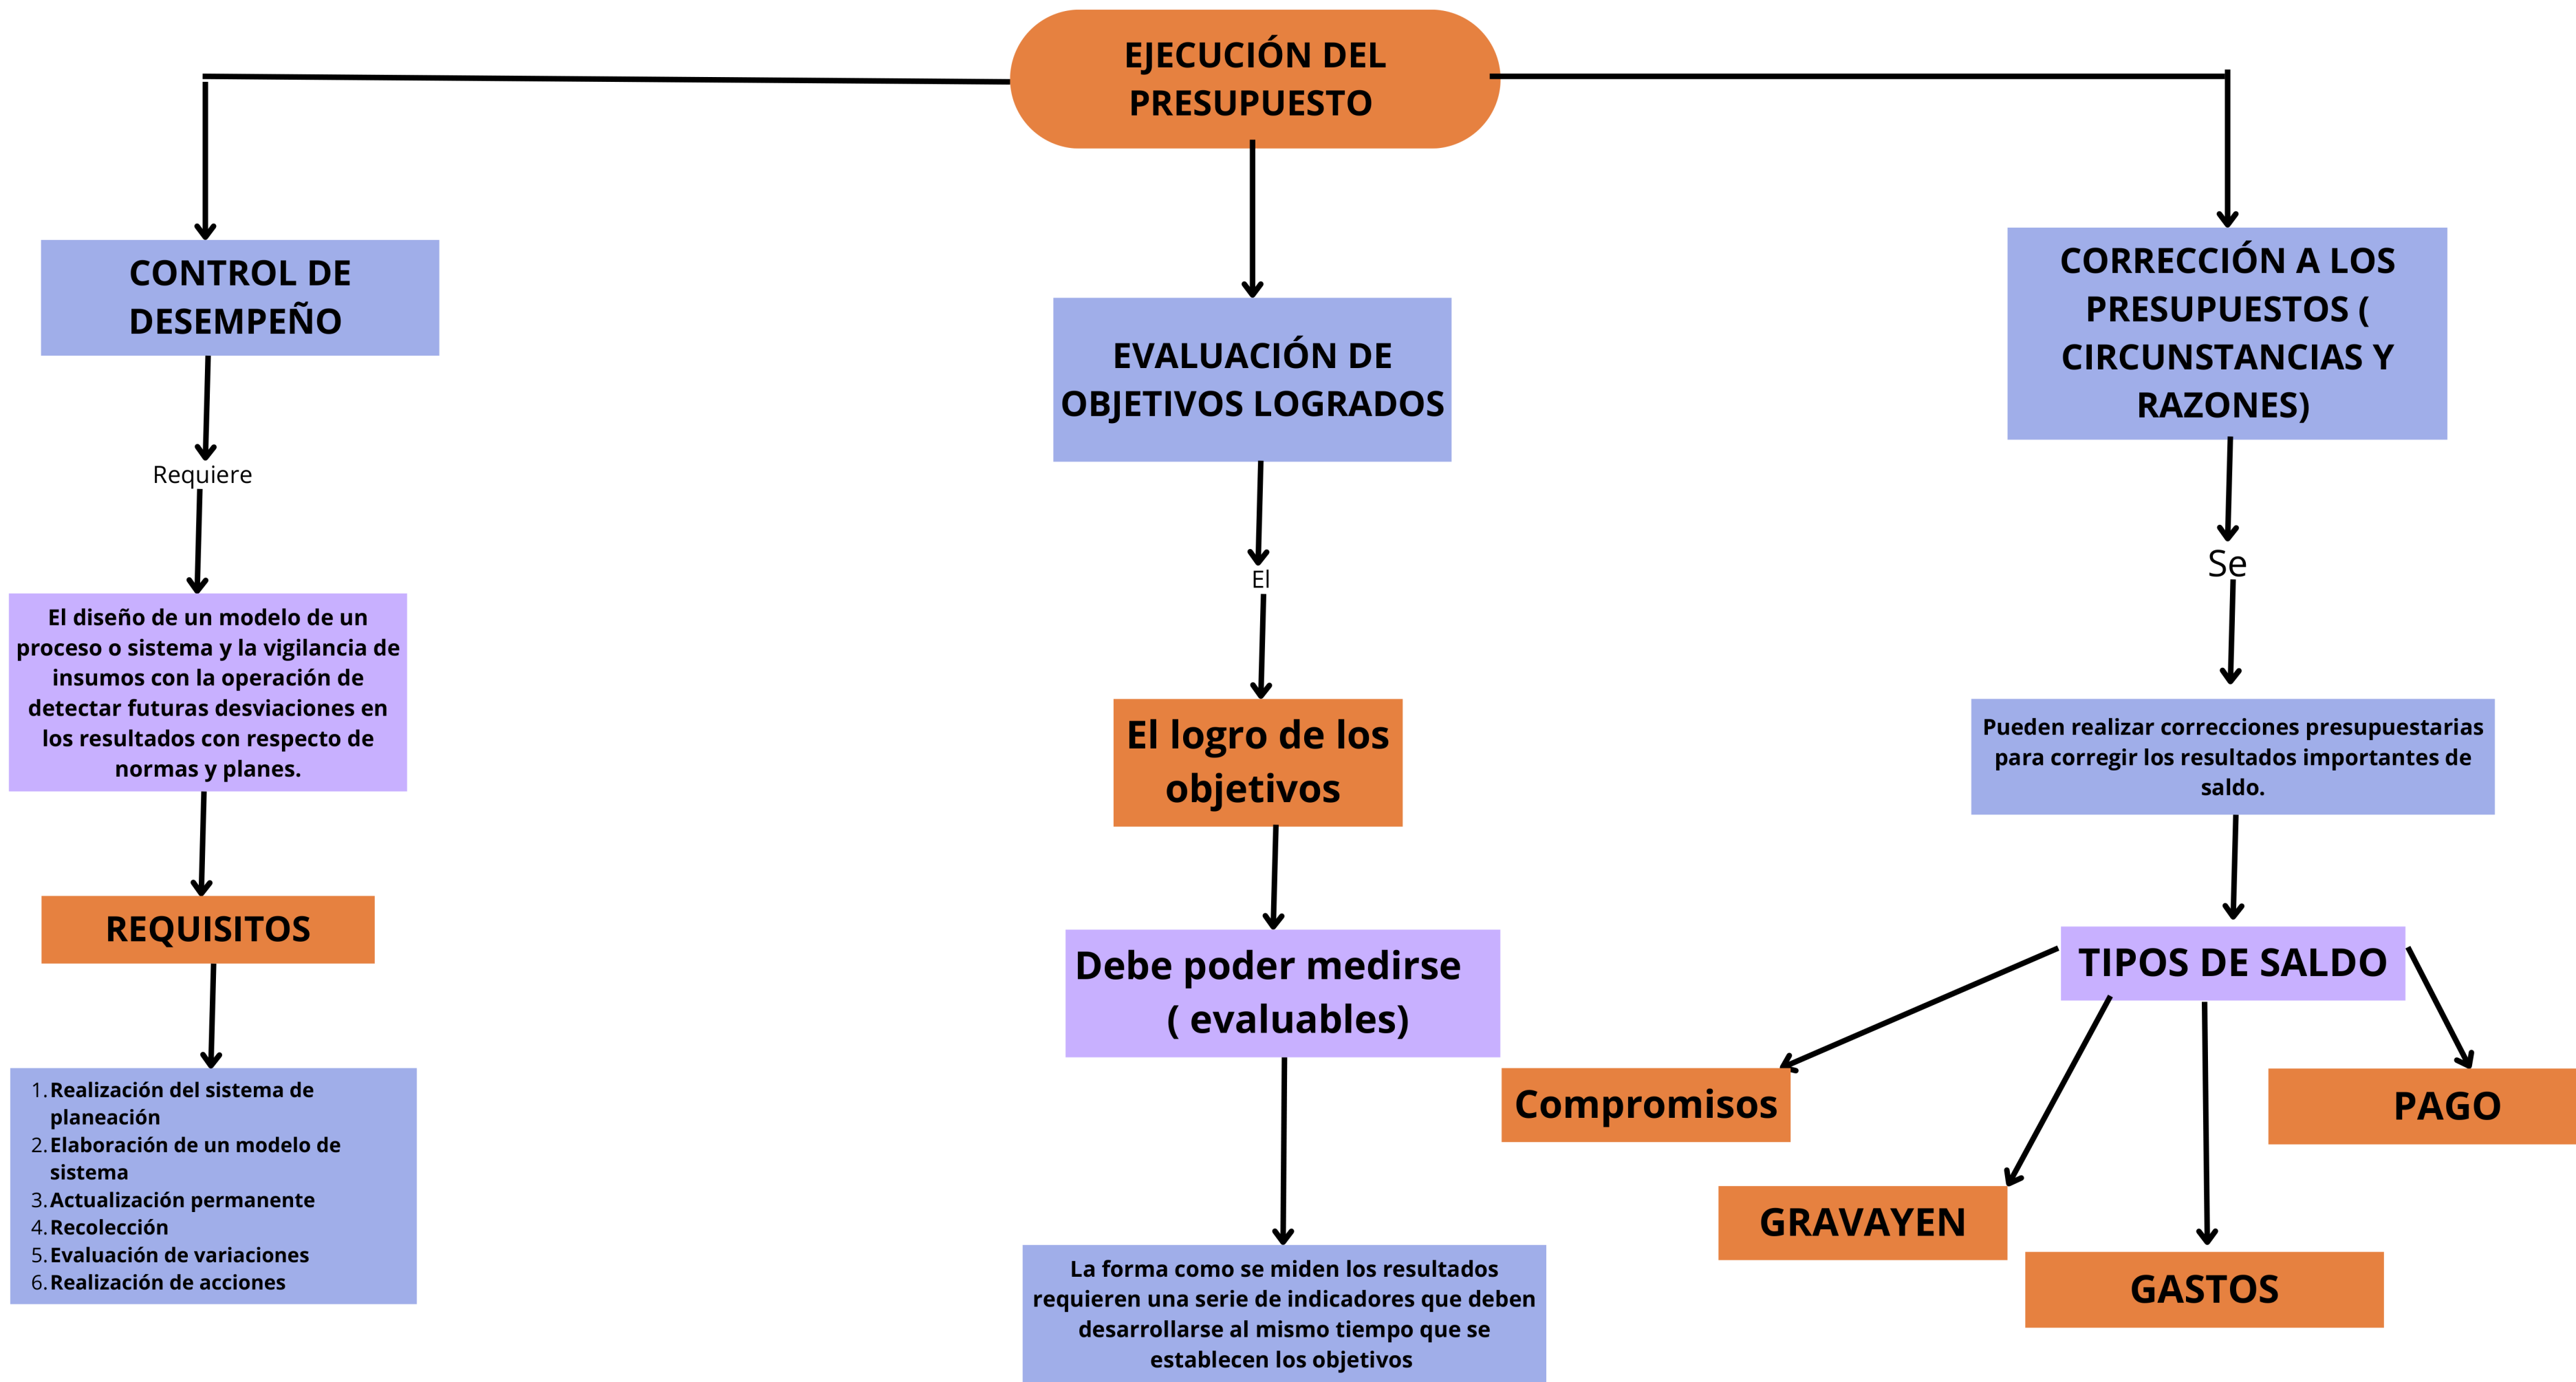 EJECUCIÓN DEL
PRESUPUESTO
CONTROL DE
DESEMPEÑO
Requiere
El diseño de un modelo de un
proceso o sistema y la vigilancia de
insumos con la operación de
detectar futuras desviaciones en
los resultados con respecto de
normas y planes.
REQUISITOS
1. Realización del sistema de
planeación
2. Elaboración de un modelo de
sistema
3. Actualización permanente
4. Recolección
5. Evaluación de variaciones
6. Realización de acciones
EVALUACIÓN DE
OBJETIVOS LOGRADOS
El
El logro de los
objetivos
Debe poder medirse
( evaluables)
La forma como se miden los resultados
requieren una serie de indicadores que deben
desarrollarse al mismo tiempo que se
establecen los objetivos
CORRECCIÓN A LOS
PRESUPUESTOS (
CIRCUNSTANCIAS Y
RAZONES)
Se
Pueden realizar correcciones presupuestarias
para corregir los resultados importantes de
saldo.
TIPOS DE SALDO
Compromisos
GRAVAYEN
GASTOS
PAGO